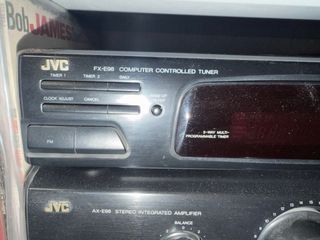 Bob JAMES
JVC FX-E98 COMPUTER CONTROLLED TUNER
TIMER 1 TIMER 2 DAILY
CLOCK ADJUST CANCEL
FM
3-WAY MULTI-
PROGRAMMABLE TIMER
JVC AX-E98 STEREO INTEGRATED AMPLIFIER
BALANCE